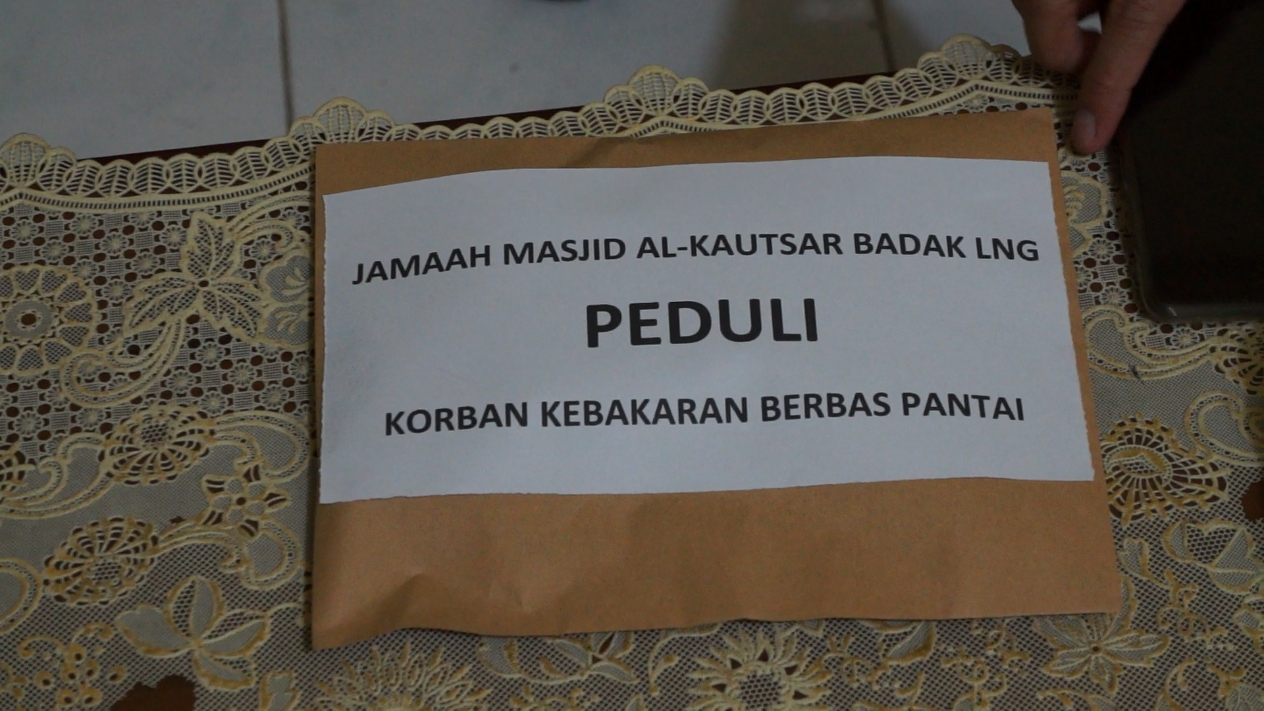 JAMAAH MASJID AL-KAUTSAR BADAK LNG
PEDULI
KORBAN KEBAKARAN BERBAS PANTAI